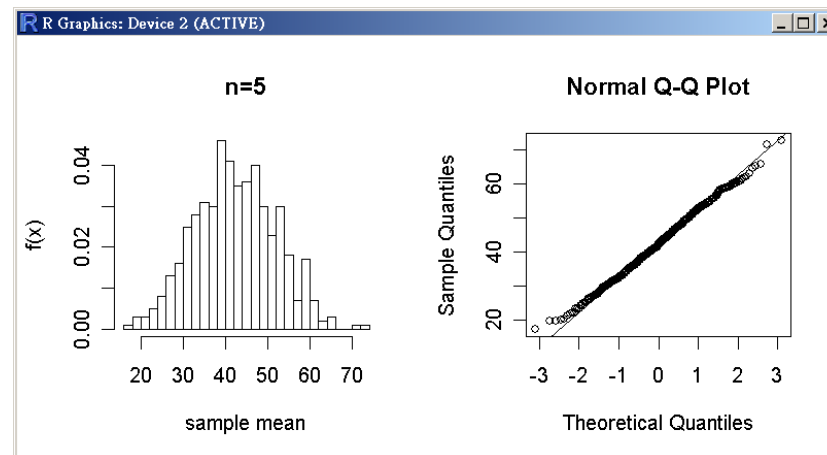 R Graphics: Device 2 (ACTIVE)
n=5
f(x)
0.00 0.02 0.04
20 30 40 50 60 70
sample mean
Normal Q-Q Plot
Sample Quantiles
20 40 60
-3 -2 -1 0 1 2 3
Theoretical Quantiles